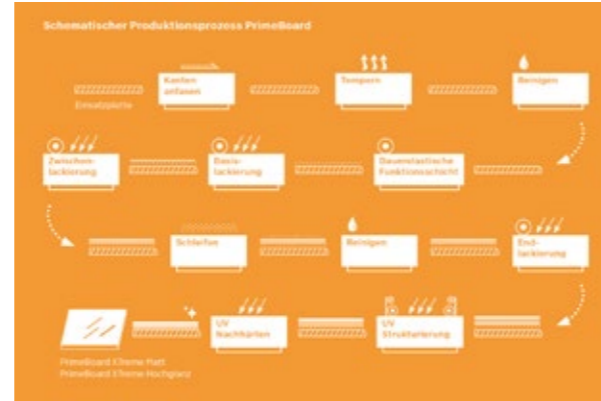 Schematischer Produktionsprozess PrimeBoard
Kanten
anfasen
Tempern
Reinigen
Einsatzplatte
Zwischen-
lackierung
Basis-
lackierung
Dauerelastische
Funktionsschicht
Schleifen
Reinigen
End-
lackierung
UV
Nachhärten
UV
Strukturierung
PrimeBoard XTreme Matt
PrimeBoard XTreme Hochglanz